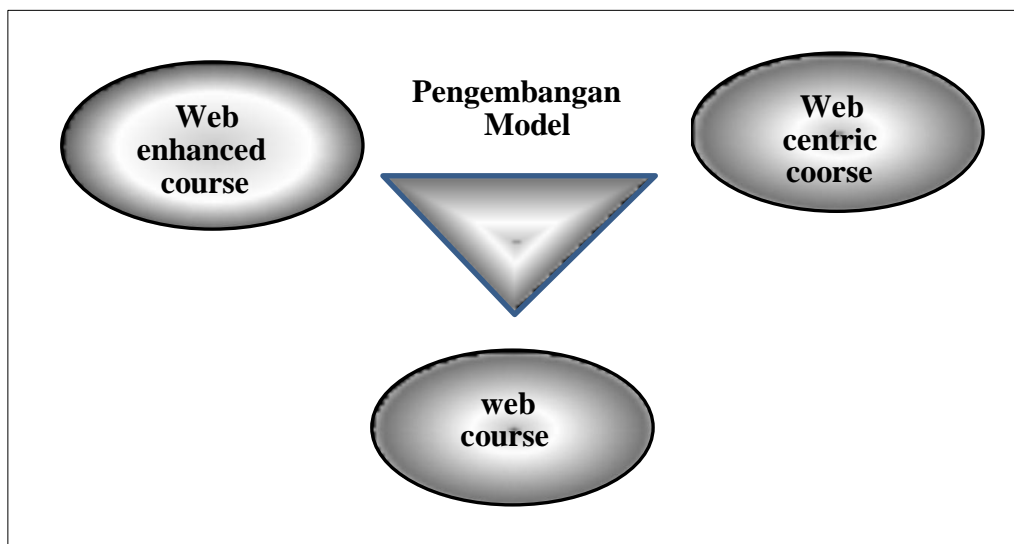 Web
enhanced
course
Pengembangan
Model
Web
centric
coorse
web
course